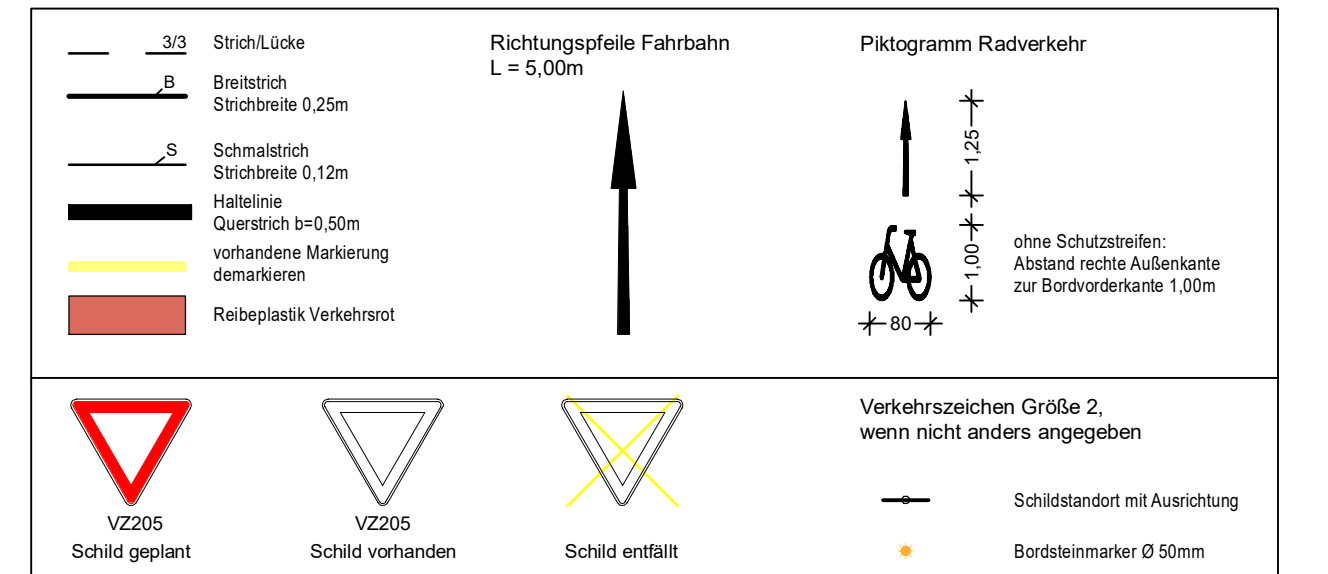 3/3
Strich/Lücke
B
Breitstrich
Strichbreite 0,25m
S
Schmalstrich
Strichbreite 0,12m
Haltelinie
Querstrich b=0,50m
vorhandene Markierung
demarkieren
Reibeplastik Verkehrsrot
Richtungspfeile Fahrbahn
L = 5,00m
Piktogramm Radverkehr
1,25
1,00
80
ohne Schutzstreifen:
Abstand rechte Außenkante
zur Bordvorderkante 1,00m
VZ205
Schild geplant
VZ205
Schild vorhanden
Schild entfällt
Verkehrszeichen Größe 2,
wenn nicht anders angegeben
Schildstandort mit Ausrichtung
Bordsteinmarker Ø 50mm